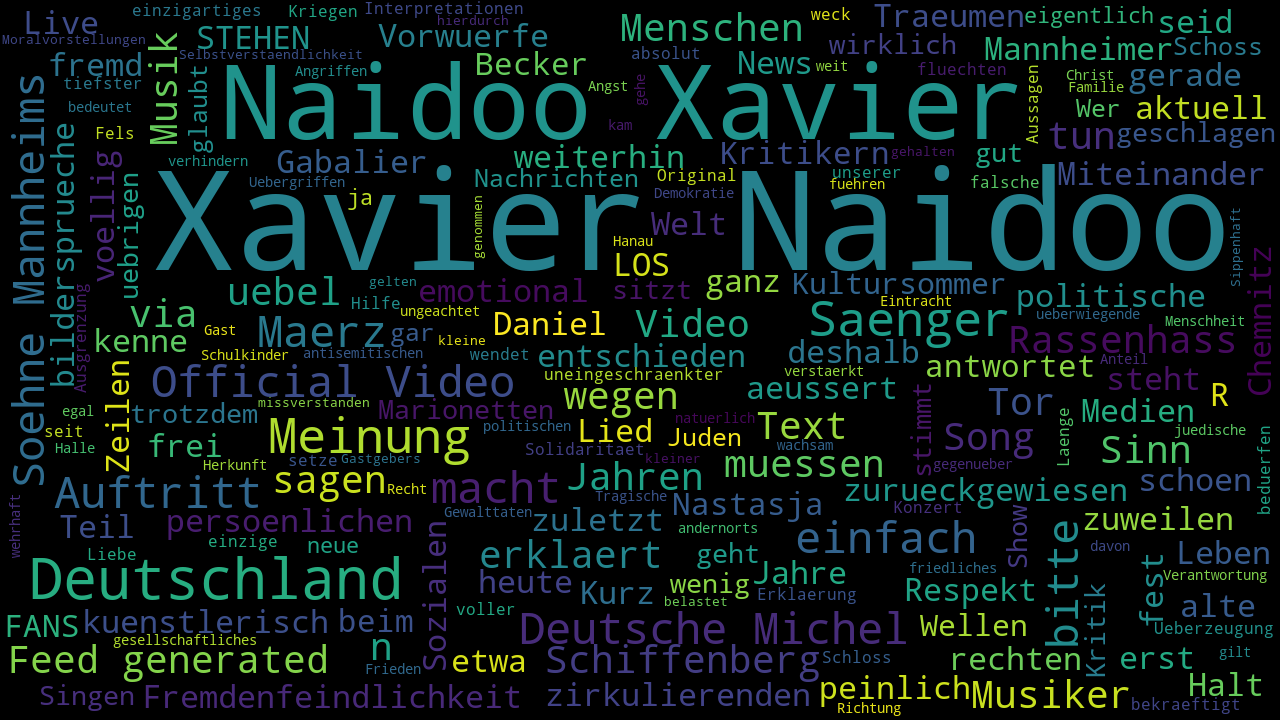 Live
einzigartiges
Kriegen
Interpretationen
hierdurch
Moralvorstellungen
STEHEN
Vorwuerfe
Menschen
weck
Traeumen
eigentlich
seid
Selbstverstaendlichkeit
absolut
wirklich
Mannheimer
Schoss
fremd
Musik
Angriffen
Becker
News
weit
fluechten
Christ
Familie
gerade
tiefster
glaubt
Naidoo Xavier
Angst
gehe
Aussagen
Wer
aktuell
bedeutet
kam
tun
geschlagen
Fels
Soehne Mannheims
bildersprueche
voellig
verhindern
Gabalier
weiterhin
Kritikern
gehalten
gut
Miteinander
Uebergriffen
Nachrichten
Original
unserer
falsche
uebrigen
ja
Xavier Naidoo
Demokratie
fuehren
genommen
Welt
Sippenhaft
Hanau
LOS
uebel
gelten
emotional
sitzt
ganz
Kultursommer
politische
Chemnitz
Ausgrenzung
via
Hilfe
ungeachtet
Eintracht
ueberwiegende
Menschheit
kenne
Gast
Maerz
gar
kleine
Daniel
Video
Saenger
Rassenhass
Schulkinder
antisemitischen
wendet
entschieden
deshalb
antwortet
Anteil
Zeilen
Official Video
uneingeschraenkter
verstaerkt
steht
R
missverstanden
wegen
aeussert
egal
trotzdem
Marionetten
natuerlich
Tor
Medien
seit
Meinung
politischen
Lied
Juden
Text
stimmt
Song
Laenge
juedische
Halle
frei
setze
Gastgebers
Solidaritaet
kleiner
wachsam
Sinn
Herkunft
gegenueber
sagen
Recht
macht
Jahren
muessen
schoen
beduerfen
Auftritt
Tragische
Nastasja
zurueckgewiesen
wehrhaft
Teil
persoenlichen
Gewalttaten
zuletzt
andernorts
Konzert
Show
zuweilen
Liebe
einzige
neue
Sozialen
erklaert
geht
einfach
bitte
davon
Leben
Deutschland
heute
Kurz
wenig
Jahre
friedliches
Respekt
fest
Verantwortung
voller
belastet
Erklaerung
Kritik
alte
FANS
kuenstlerisch
beim
Deutsche Michel
Wellen
Ueberzeugung
gesellschaftliches
n
Feed generated
Frieden
etwa
Schiffenberg
Schloss
rechten
erst
gilt
Singen
Fremdenfeindlichkeit
zirkulierenden
peinlich
Musiker
Halt
Richtung
bekraeftigt